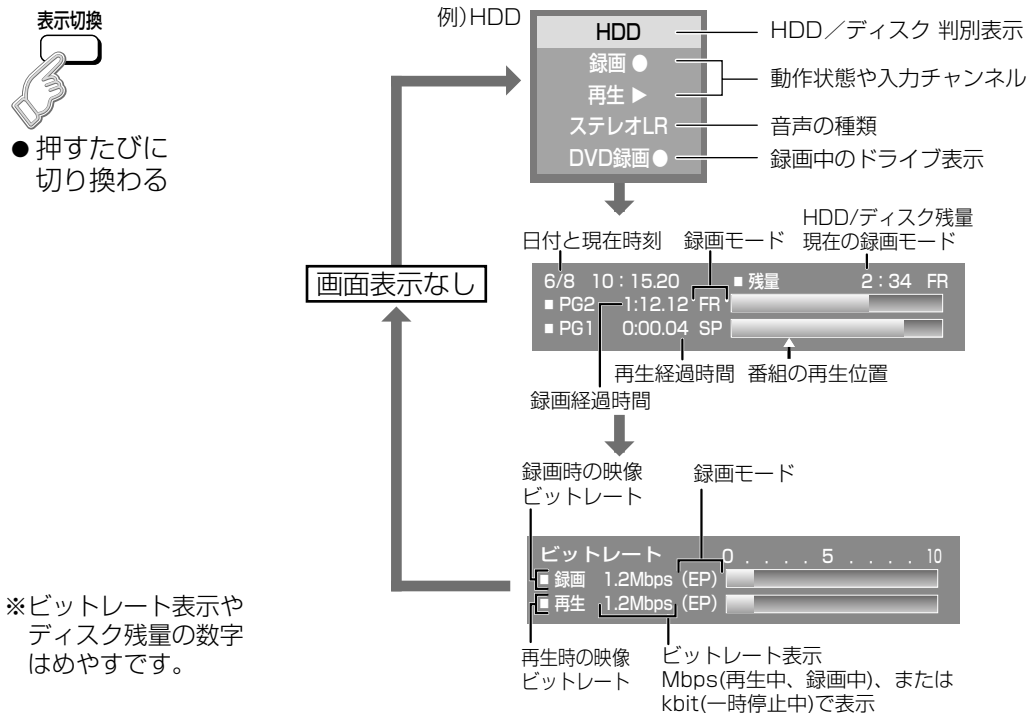 表示切換
●押すたびに
切り換わる
例)HDD
HDD
録画 ●
再生 ▶
ステレオLR
DVD録画●
HDD／ディスク 判別表示
動作状態や入力チャンネル
音声の種類
録画中のドライブ表示
画面表示なし
日付と現在時刻
録画モード
HDD/ディスク残量
現在の録画モード
6/8 10：15.20 ■残量 2：34 FR
■ PG2 1:12.12 FR
■ PG1 0:00.04 SP
再生経過時間 番組の再生位置
録画経過時間
録画時の映像
ビットレート
録画モード
ビットレート 0 . . . . 5 . . . . 10
■ 録画 1.2Mbps (EP)
■ 再生 1.2Mbps (EP)
再生時の映像
ビットレート
ビットレート表示
Mbps(再生中、録画中)、または
kbit(一時停止中)で表示
※ビットレート表示や
ディスク残量の数字
はめやすです。